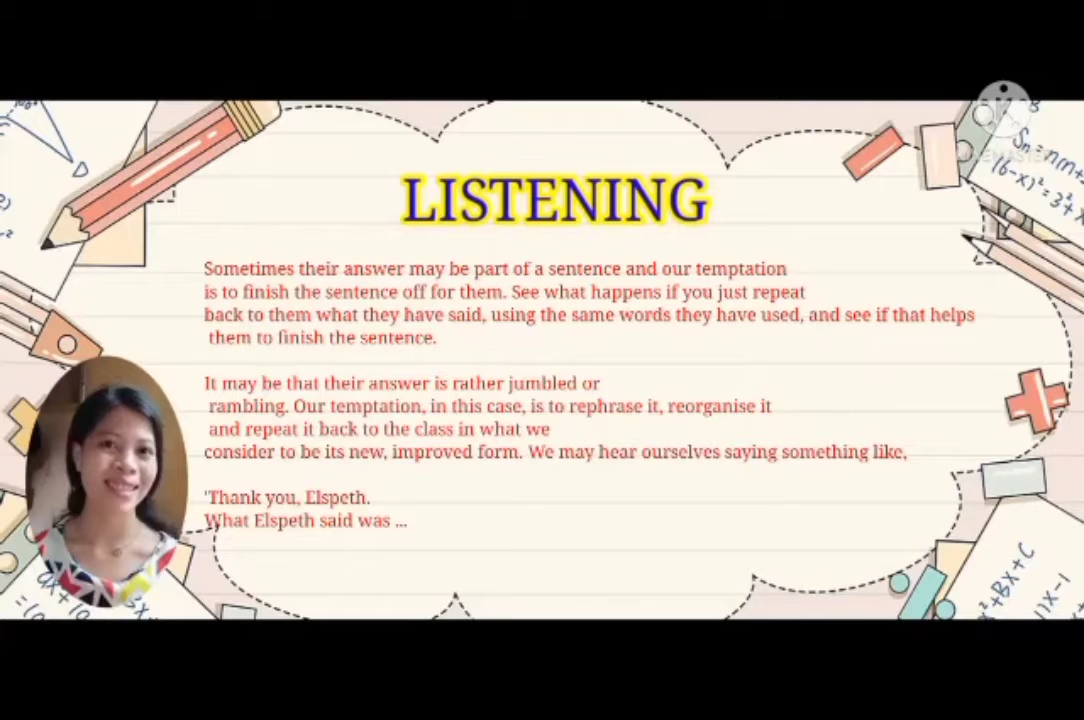 LISTENING
Sometimes their answer may be part of a sentence and our temptation
is to finish the sentence off for them. See what happens if you just repeat
back to them what they have said, using the same words they have used, and see if that helps
them to finish the sentence.
It may be that their answer is rather jumbled or
rambling. Our temptation, in this case, is to rephrase it, reorganise it
and repeat it back to the class in what we
consider to be its new, improved form. We may hear ourselves saying something like,
'Thank you, Elspeth.
What Elspeth said was ...